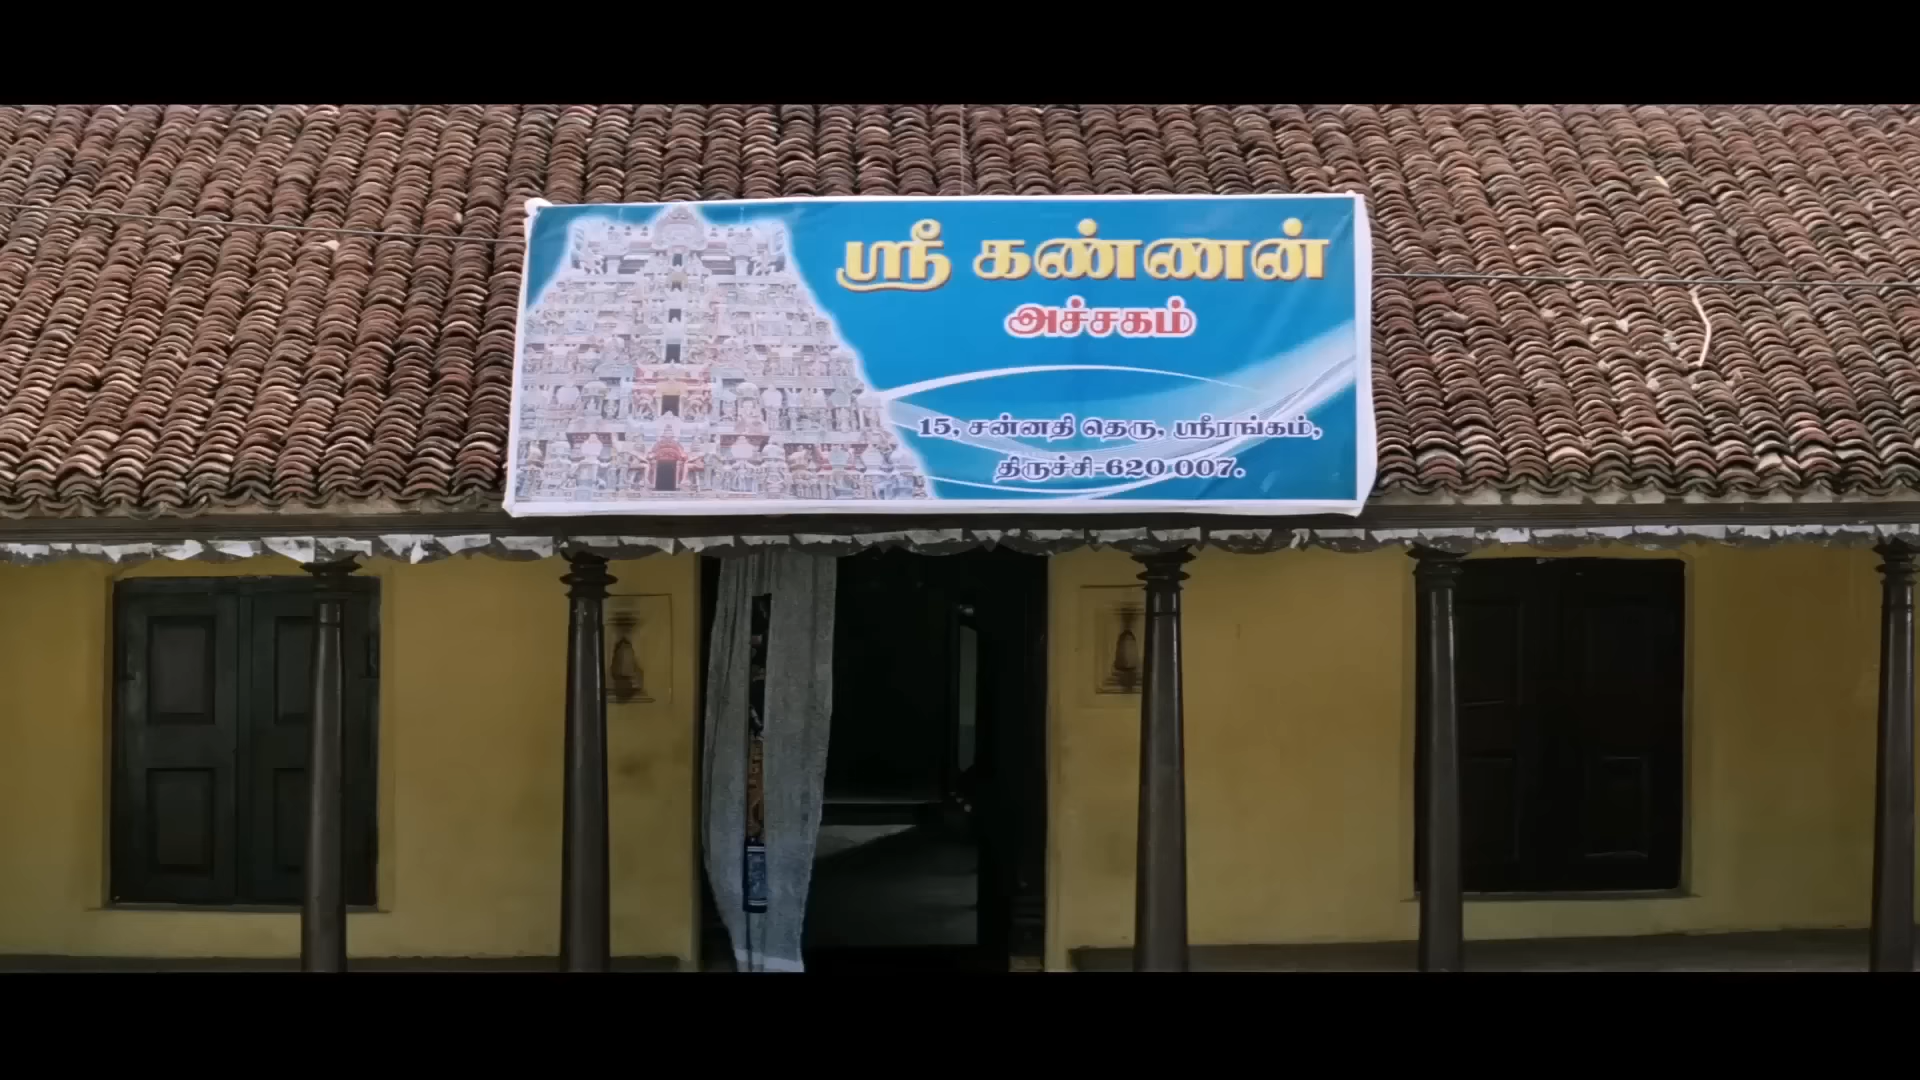 ஸ்ரீ கண்ணன்
அச்சகம்
15, சன்னதி தெரு, ஸ்ரீரங்கம்,
திருச்சி-620 007.